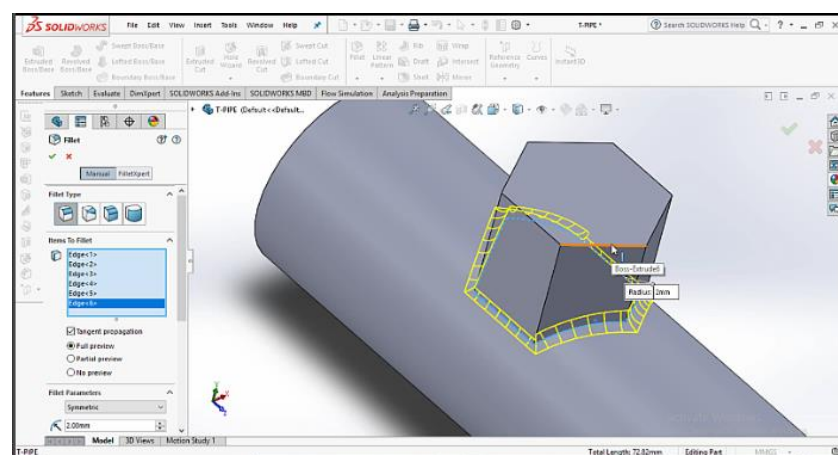 SOLIDWORKS File Edit View Insert Tools Window Help T-PIPE * Search SOLIDWORKS Help
Extruded Boss/Base Revolved Boss/Base Swept Boss/Base Lofted Boss/Base Boundary Boss/Base Extruded Cut Hole Wizard Revolved Cut Swept Cut Lofted Cut Boundary Cut Fillet Linear Pattern Rib Draft Shell Wrap Intersect Mirror Reference Geometry Curves Instant3D
Features Sketch Evaluate DimXpert SOLIDWORKS Add-Ins SOLIDWORKS MBD Flow Simulation Analysis Preparation
T-PIPE (Default<<Default...
Fillet
Manual FilletXpert
Fillet Type
Items To Fillet
Edge<1>
Edge<2>
Edge<3>
Edge<4>
Edge<5>
Edge<6>
Boss-Extrude6
Radius: 2mm
Tangent propagation
Full preview
Partial preview
No preview
Fillet Parameters
Symmetric
2.00mm
Activate Windows
Model 3D Views Motion Study 1
T-PIPE Total Length: 72.82mm Editing Part MMGS